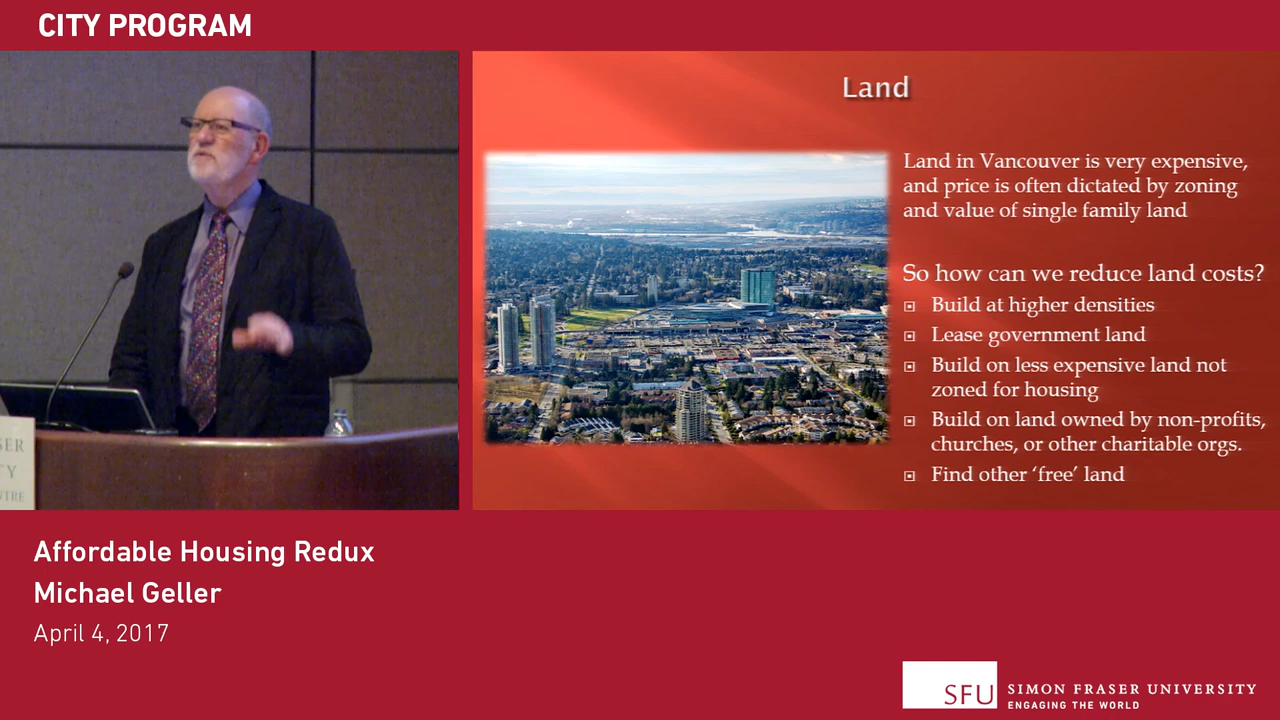 CITY PROGRAM
Land
Land in Vancouver is very expensive,
and price is often dictated by zoning
and value of single family land
So how can we reduce land costs?
Build at higher densities
Lease government land
Build on less expensive land not
zoned for housing
Build on land owned by non-profits,
churches, or other charitable orgs.
Find other ‘free’ land
SER
TY
TRE
Affordable Housing Redux
Michael Geller
April 4, 2017
SFU SIMON FRASER UNIVERSITY
ENGAGING THE WORLD